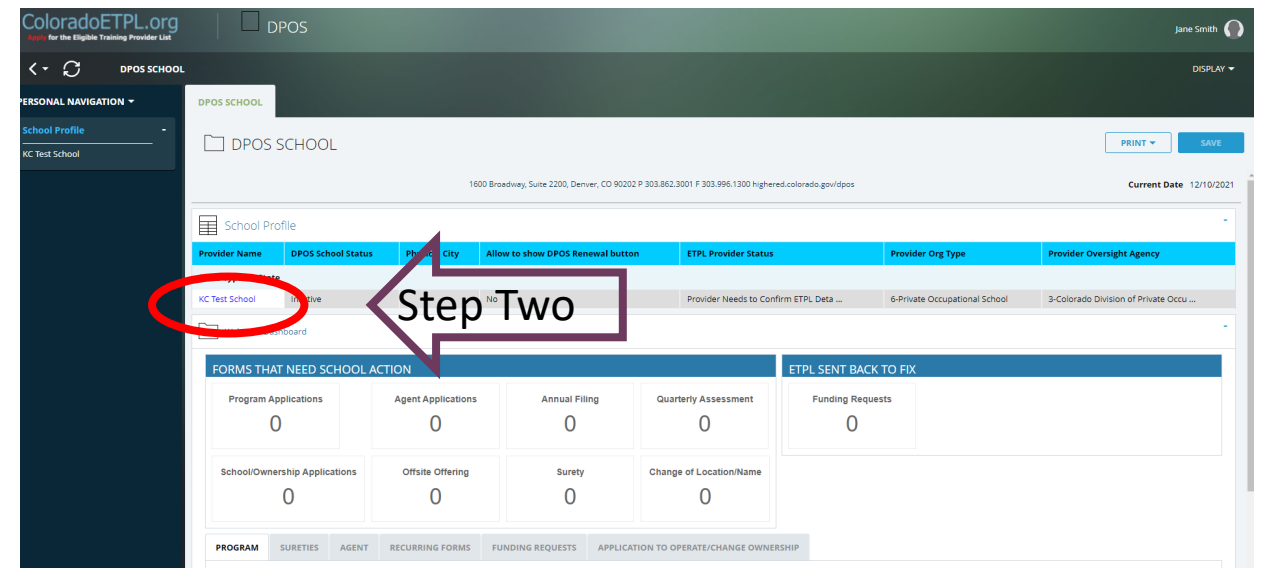 ColoradoETPL.org
Apply for the Eligible Training Provider List
DPOS
Jane Smith
DPOS SCHOOL
DISPLAY
PERSONAL NAVIGATION
DPOS SCHOOL
School Profile -
KC Test School
DPOS SCHOOL
PRINT
SAVE
1600 Broadway, Suite 2200, Denver, CO 90202 P 303.862.3001 F 303.996.1300 highered.colorado.gov/dpos
Current Date 12/10/2021
School Profile -
Provider Name DPOS School Status City Allow to show DPOS Renewal button ETPL Provider Status Provider Org Type Provider Oversight Agency
KC Test School No Provider Needs to Confirm ETPL Deta ... 6-Private Occupational School 3-Colorado Division of Private Occu ...
Step Two
-
FORMS THAT NEED SCHOOL ACTION
ETPL SENT BACK TO FIX
Program Applications Agent Applications Annual Filing Quarterly Assessment Funding Requests
0 0 0 0 0
School/Ownership Applications Offsite Offering Surety Change of Location/Name
0 0 0 0
PROGRAM SURETIES AGENT RECURRING FORMS FUNDING REQUESTS APPLICATION TO OPERATE/CHANGE OWNERSHIP